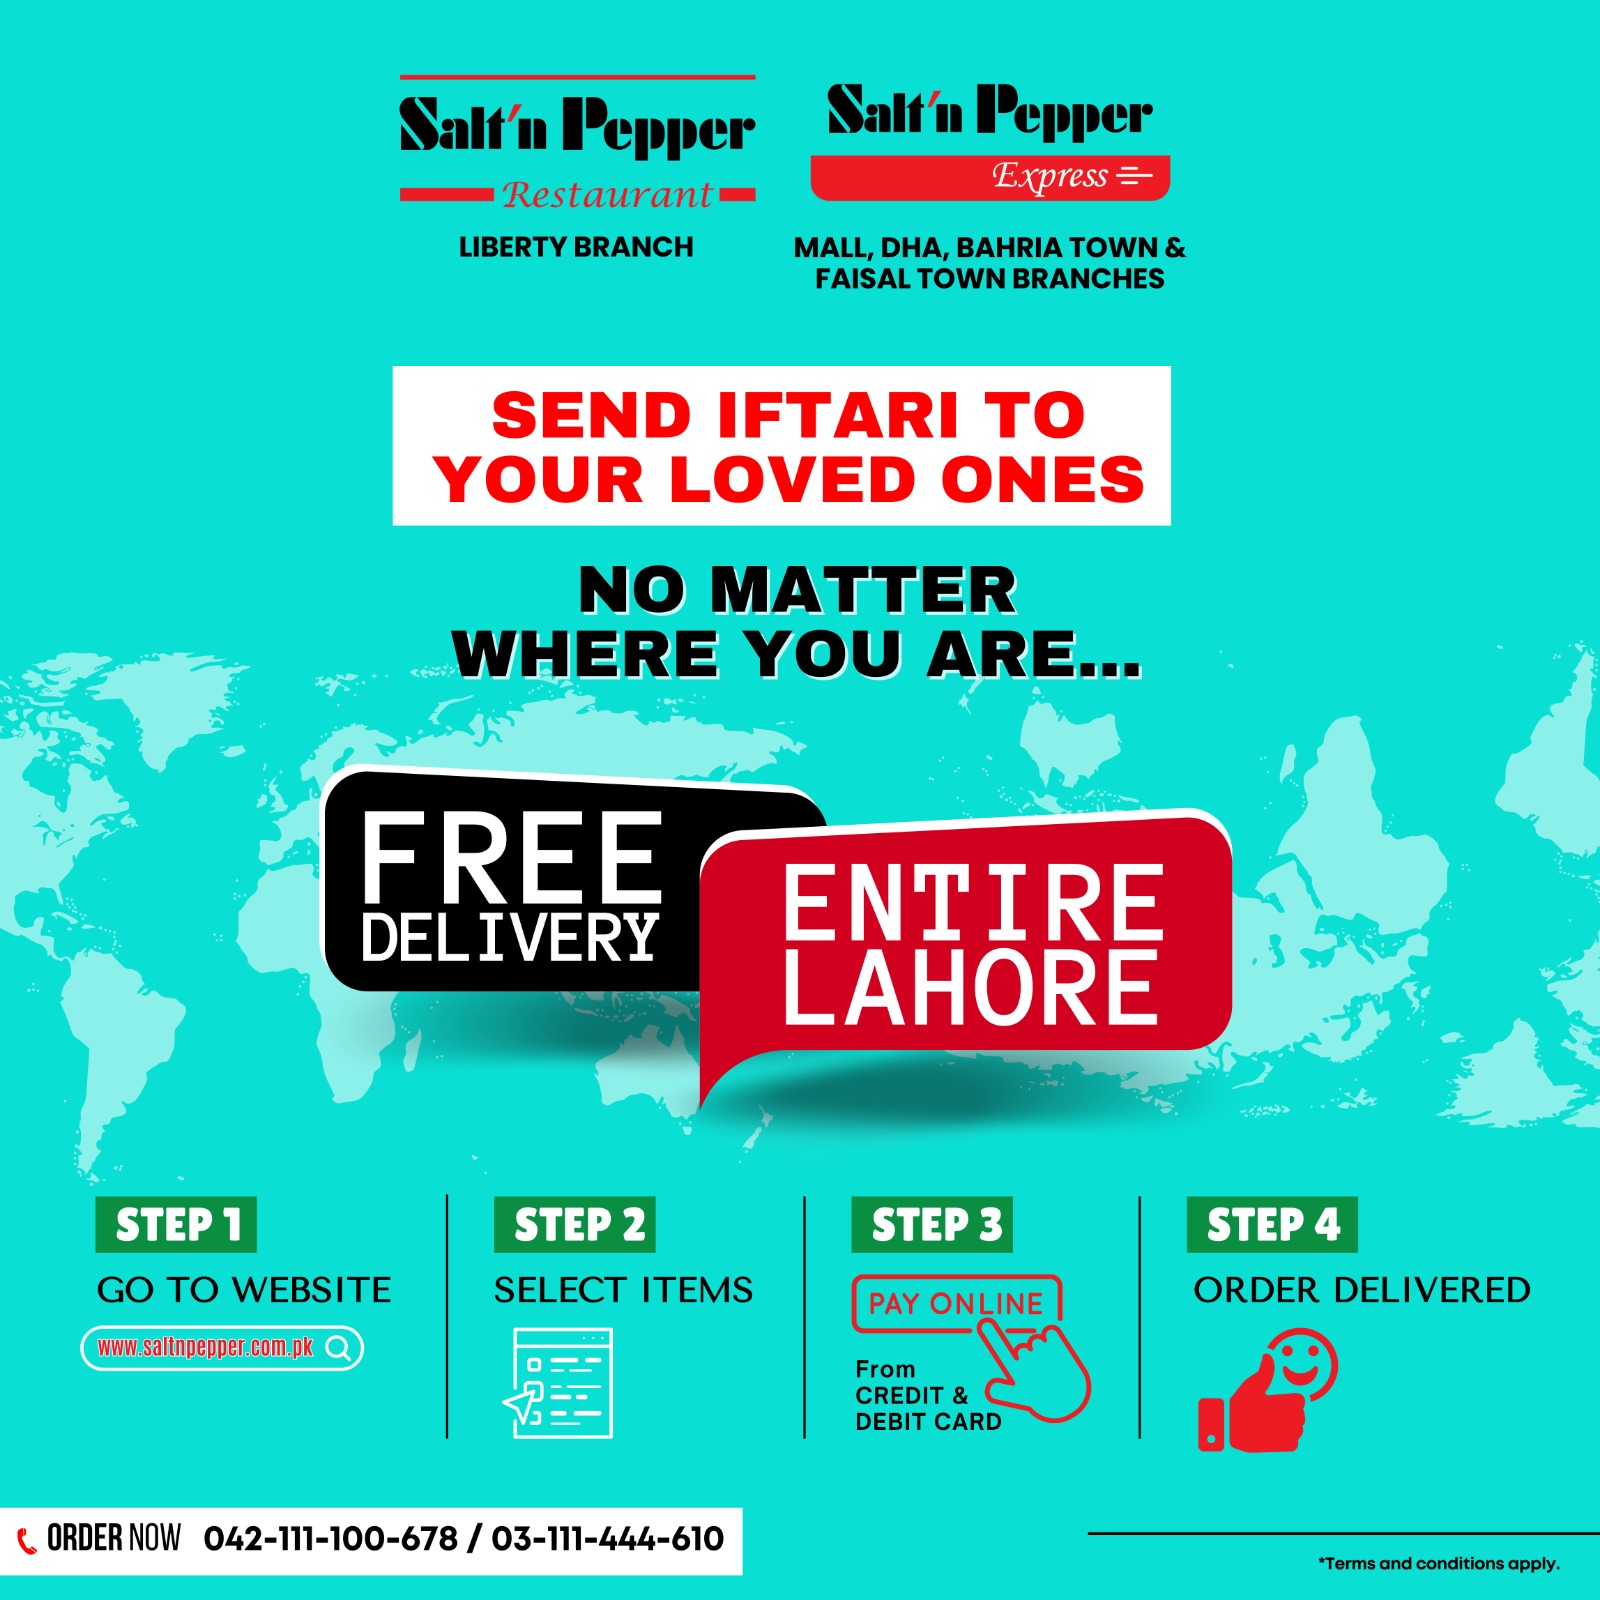 Salt'n Pepper
Restaurant
LIBERTY BRANCH
Salt'n Pepper
Express
MALL, DHA, BAHRIA TOWN &
FAISAL TOWN BRANCHES
SEND IFTARI TO
YOUR LOVED ONES
NO MATTER
WHERE YOU ARE...
FREE
DELIVERY
ENTIRE
LAHORE
STEP 1
GO TO WEBSITE
www.saltnpepper.com.pk
STEP 2
SELECT ITEMS
STEP 3
PAY ONLINE
From
CREDIT &
DEBIT CARD
STEP 4
ORDER DELIVERED
ORDER NOW 042-111-100-678 / 03-111-444-610
*Terms and conditions apply.